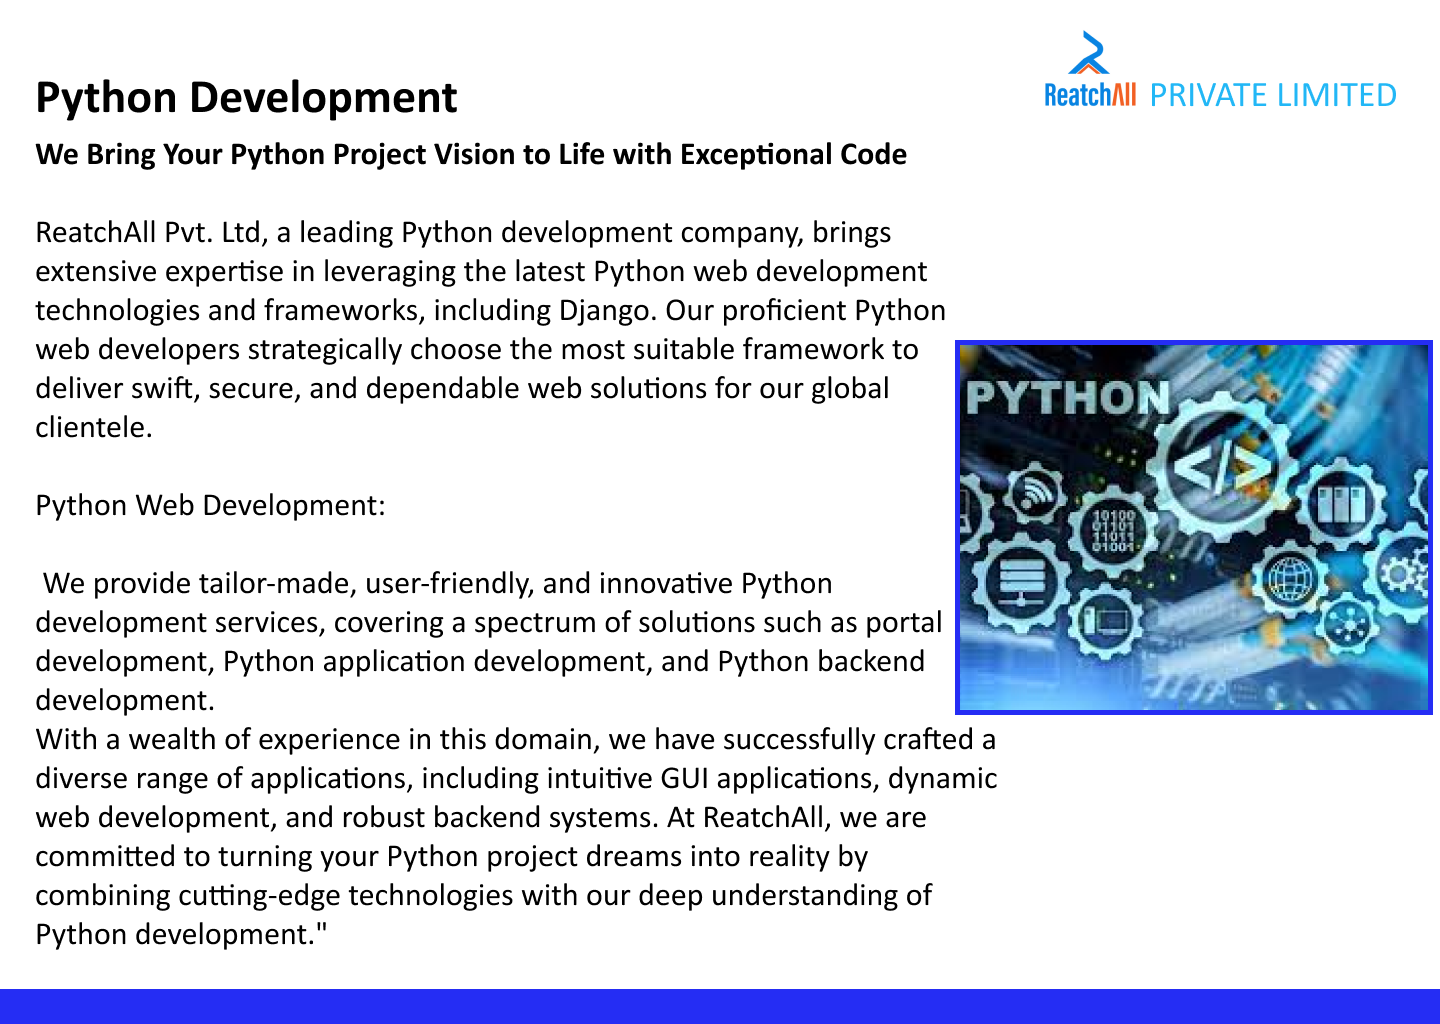 ReatchAll PRIVATE LIMITED
Python Development
We Bring Your Python Project Vision to Life with Exceptional Code
ReatchAll Pvt. Ltd, a leading Python development company, brings
extensive expertise in leveraging the latest Python web development
technologies and frameworks, including Django. Our proficient Python
web developers strategically choose the most suitable framework to
deliver swift, secure, and dependable web solutions for our global
clientele.
Python Web Development:
We provide tailor-made, user-friendly, and innovative Python
development services, covering a spectrum of solutions such as portal
development, Python application development, and Python backend
development.
With a wealth of experience in this domain, we have successfully crafted a
diverse range of applications, including intuitive GUI applications, dynamic
web development, and robust backend systems. At ReatchAll, we are
committed to turning your Python project dreams into reality by
combining cutting-edge technologies with our deep understanding of
Python development."
PYTHON
</>
10100
01101
11010
01001